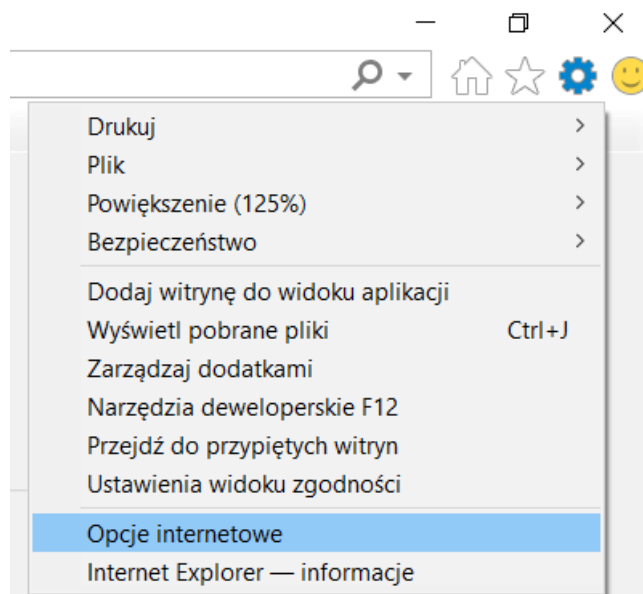 Drukuj
Plik
Powiększenie (125%)
Bezpieczeństwo
Dodaj witrynę do widoku aplikacji
Wyświetl pobrane pliki Ctrl+J
Zarządzaj dodatkami
Narzędzia deweloperskie F12
Przejdź do przypiętych witryn
Ustawienia widoku zgodności
Opcje internetowe
Internet Explorer — informacje